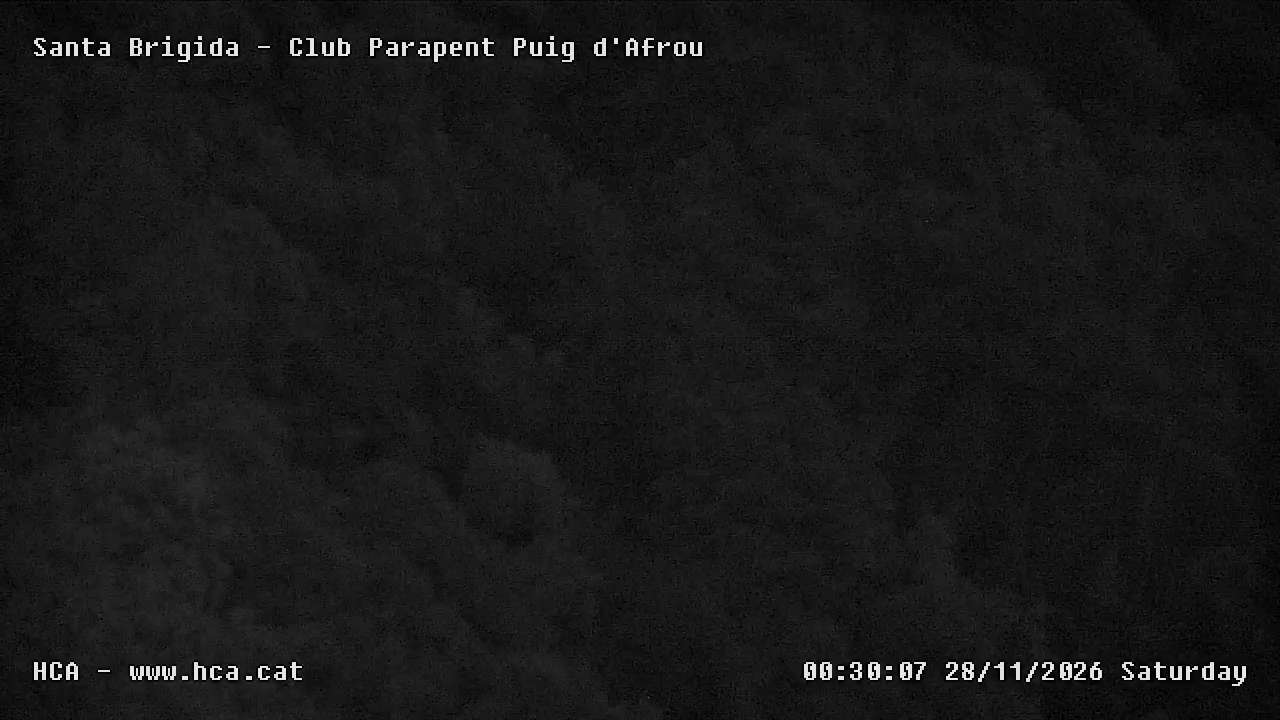 Santa Brigida - Club Parapent Puig d'Afrou
HCA - www.hca.cat
00:30:07 28/11/2026 Saturday